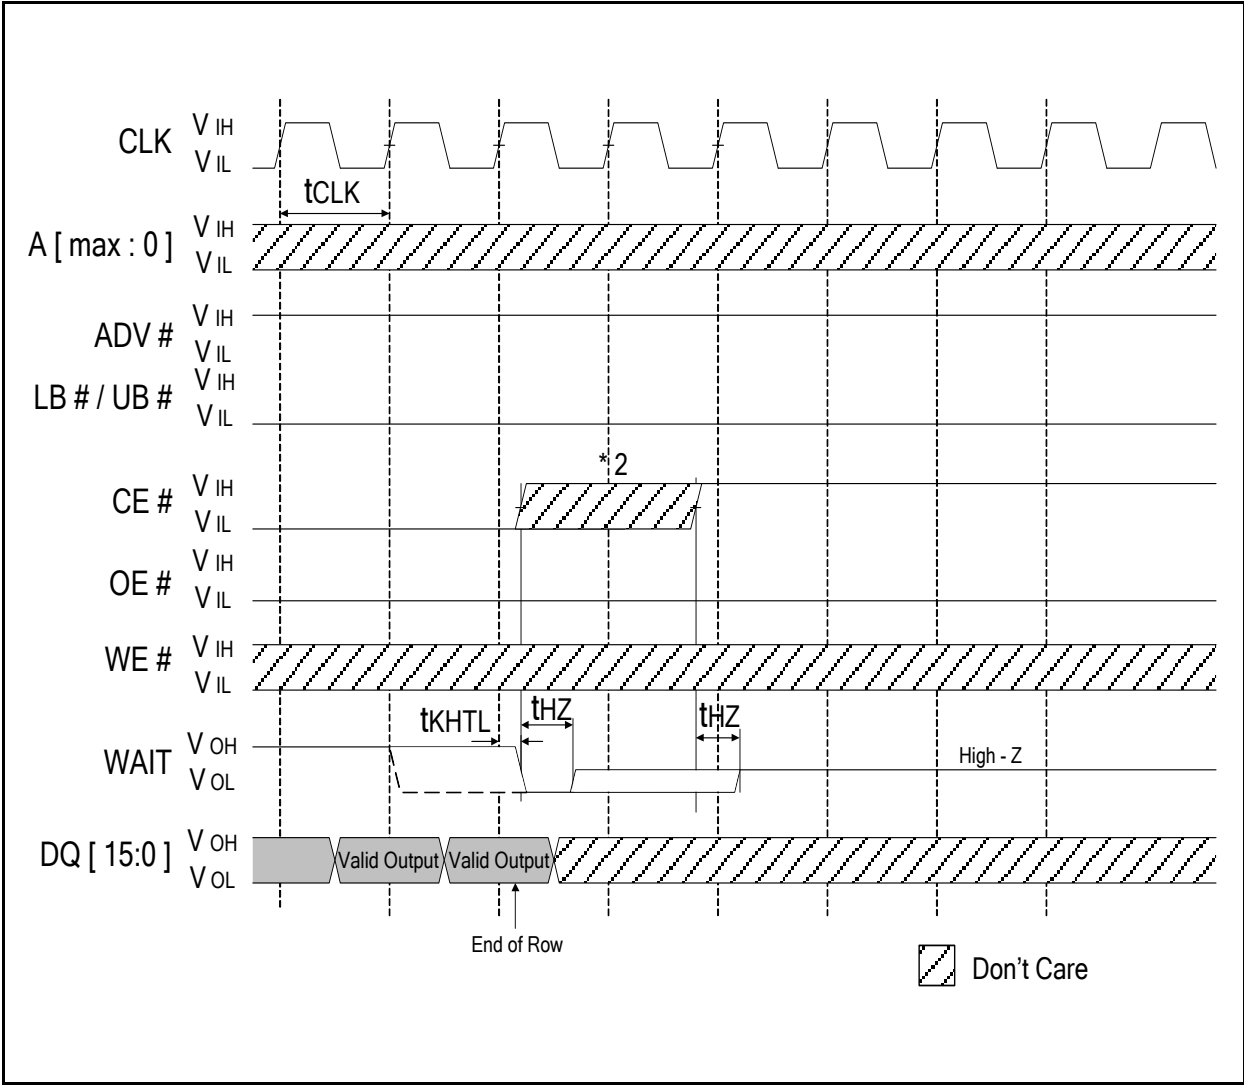 CLK V IH
V IL
tCLK
A [ max : 0 ] V IH
V IL
ADV # V IH
V IL
LB # / UB # V IH
V IL
* 2
CE # V IH
V IL
OE # V IH
V IL
WE # V IH
V IL
tKHTL tHZ tHZ
WAIT V OH
V OL
High - Z
DQ [ 15:0 ] V OH
V OL
Valid Output Valid Output
End of Row
Don't Care